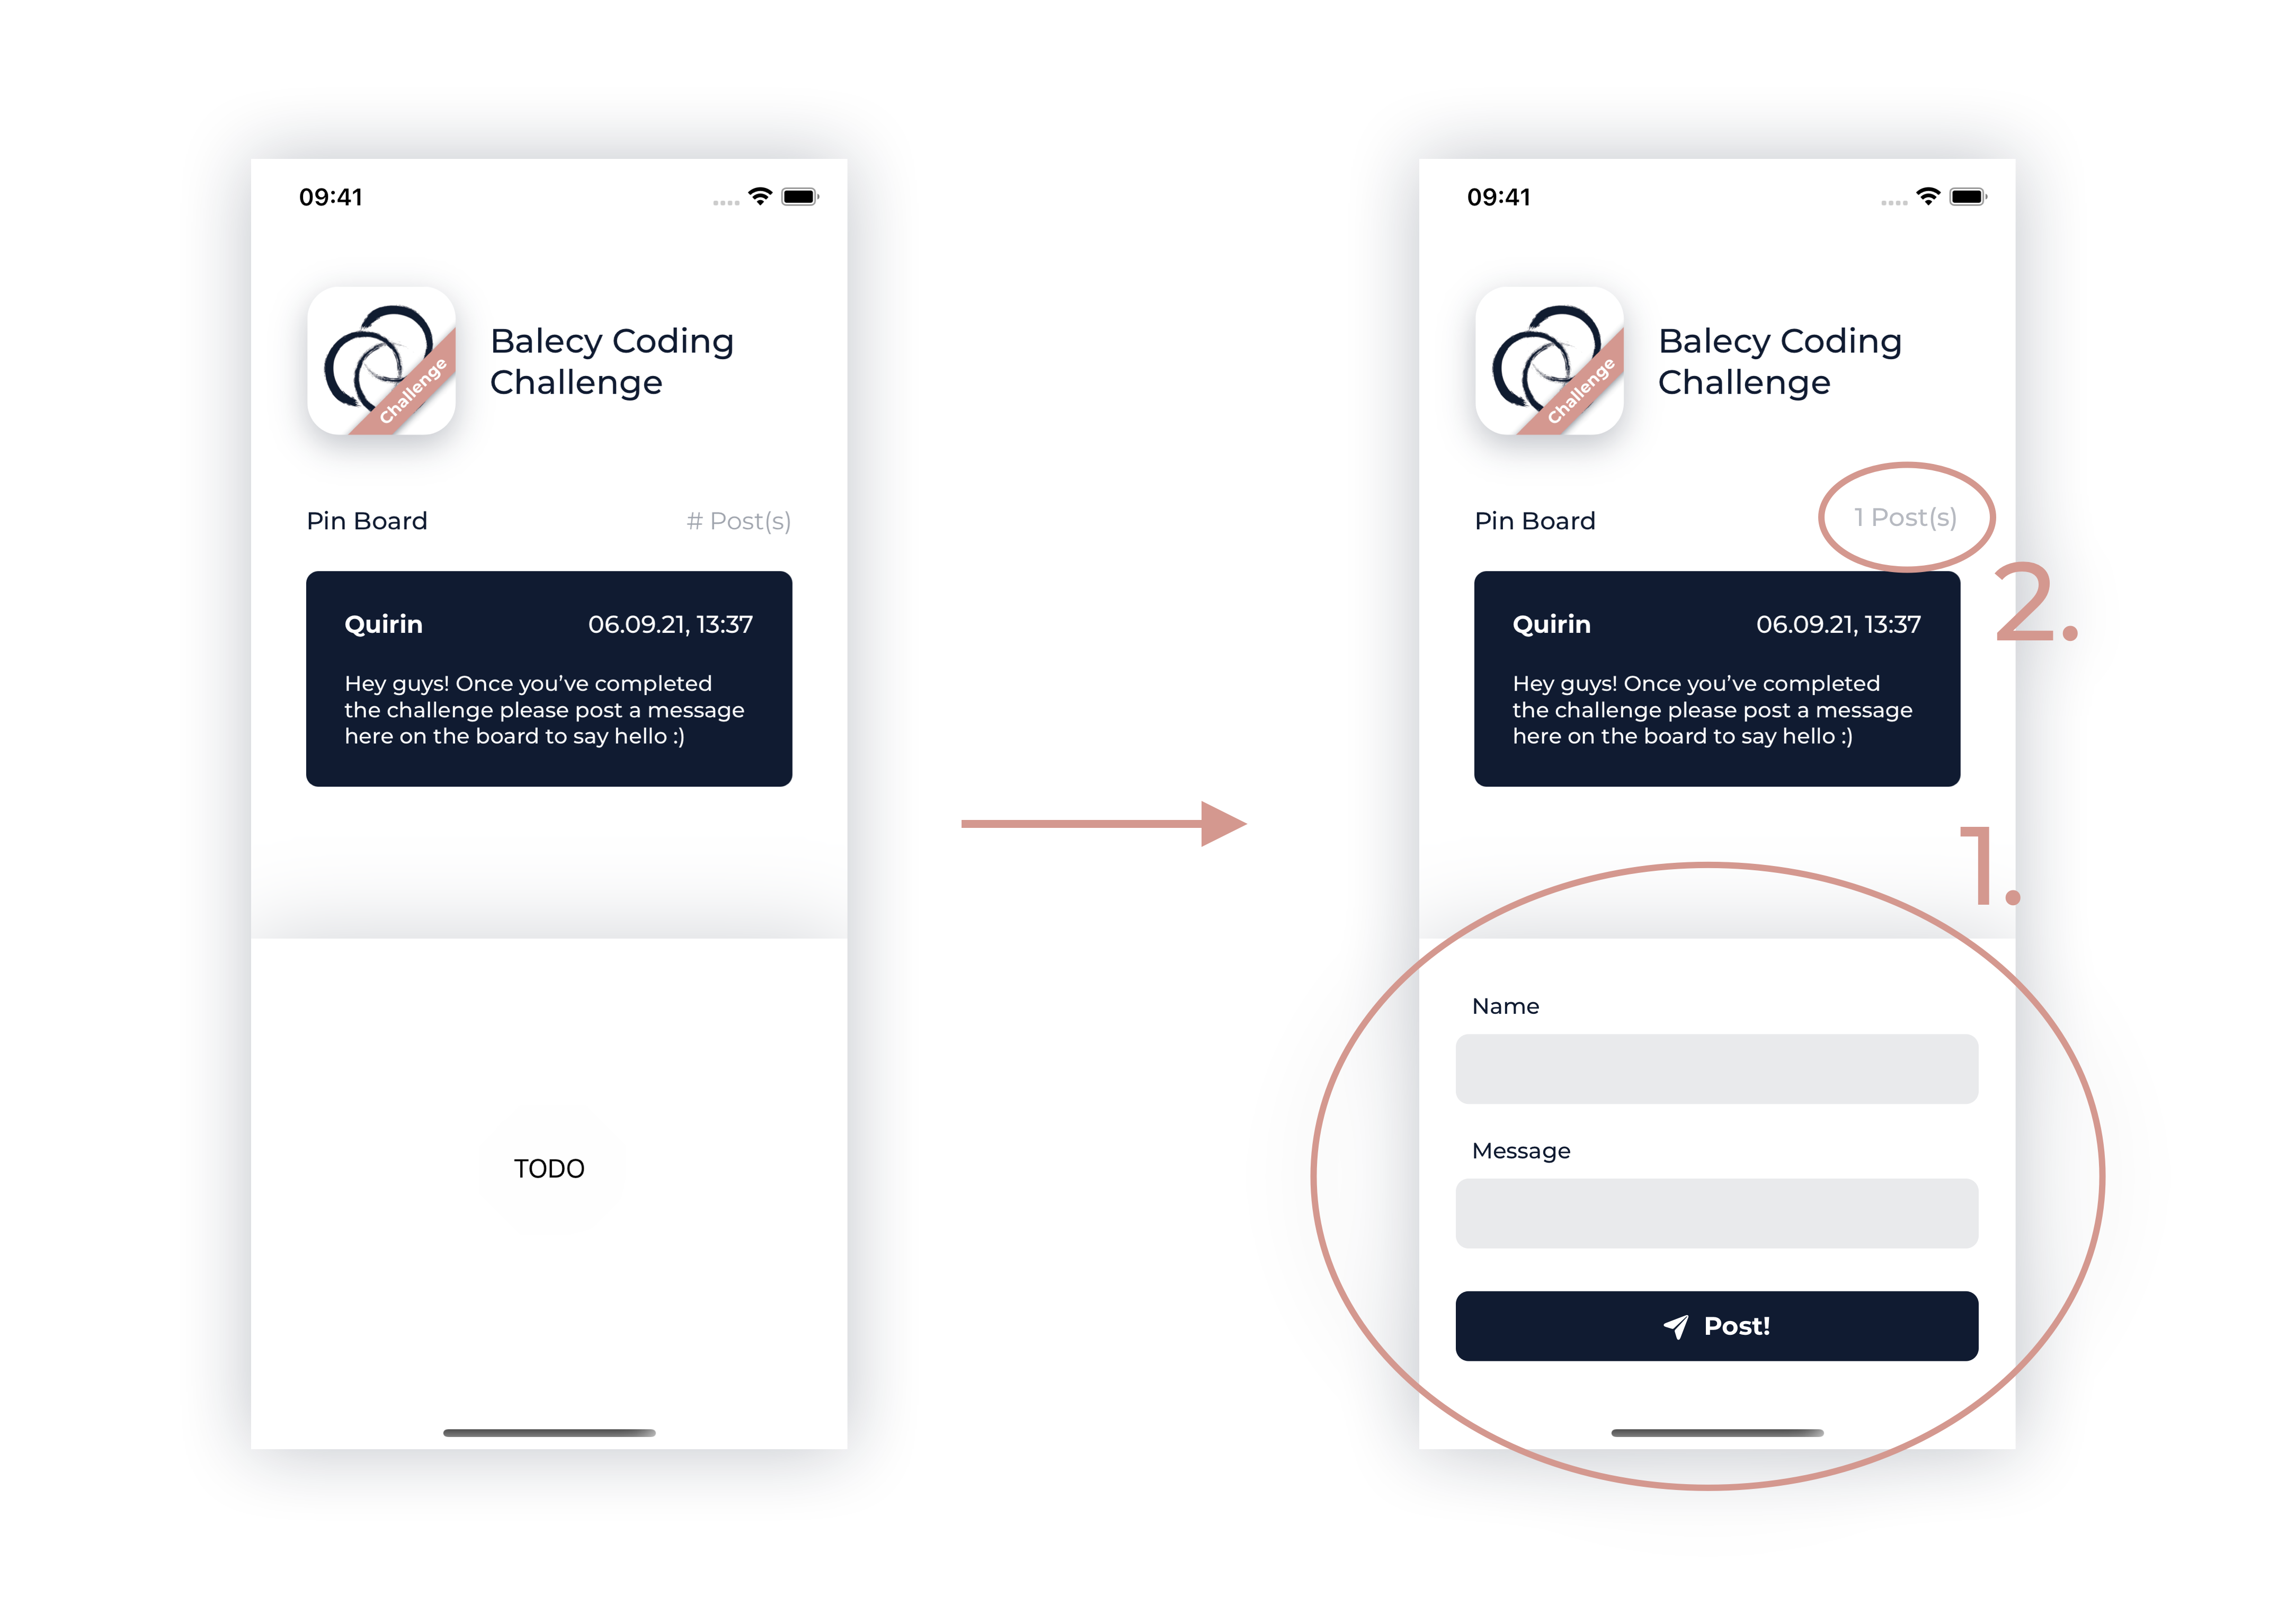 09:41
Challenge
Balecy Coding
Challenge
Pin Board
# Post(s)
Quirin
06.09.21, 13:37
Hey guys! Once you’ve completed
the challenge please post a message
here on the board to say hello :)
TODO
09:41
Challenge
Balecy Coding
Challenge
Pin Board
1 Post(s)
2.
Quirin
06.09.21, 13:37
Hey guys! Once you’ve completed
the challenge please post a message
here on the board to say hello :)
1.
Name
Message
Post!